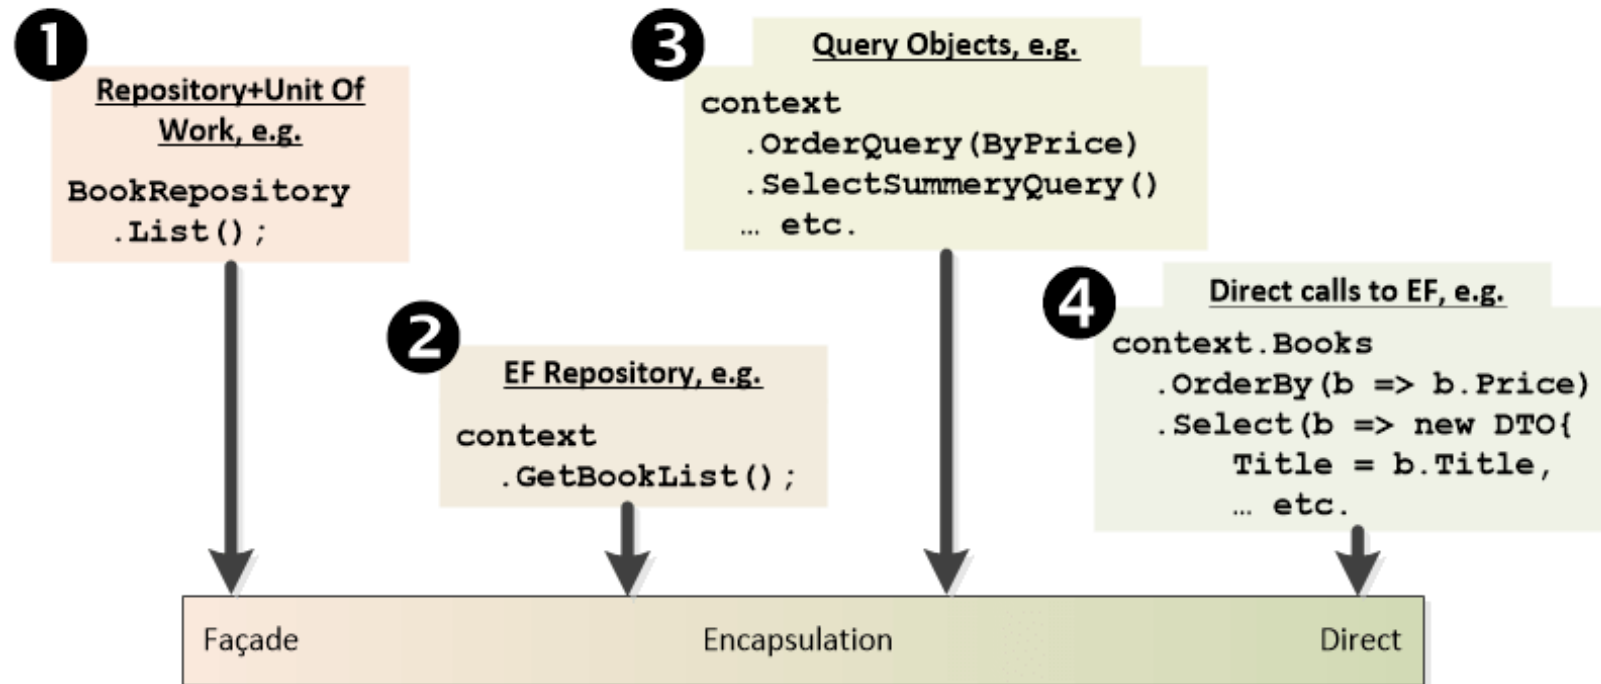 1
Repository+Unit Of
Work, e.g.
BookRepository
.List();
2
EF Repository, e.g.
context
.GetBookList();
3
Query Objects, e.g.
context
.OrderQuery(ByPrice)
.SelectSummeryQuery()
… etc.
4
Direct calls to EF, e.g.
context.Books
.OrderBy(b => b.Price)
.Select(b => new DTO{
Title = b.Title,
… etc.
Façade
Encapsulation
Direct